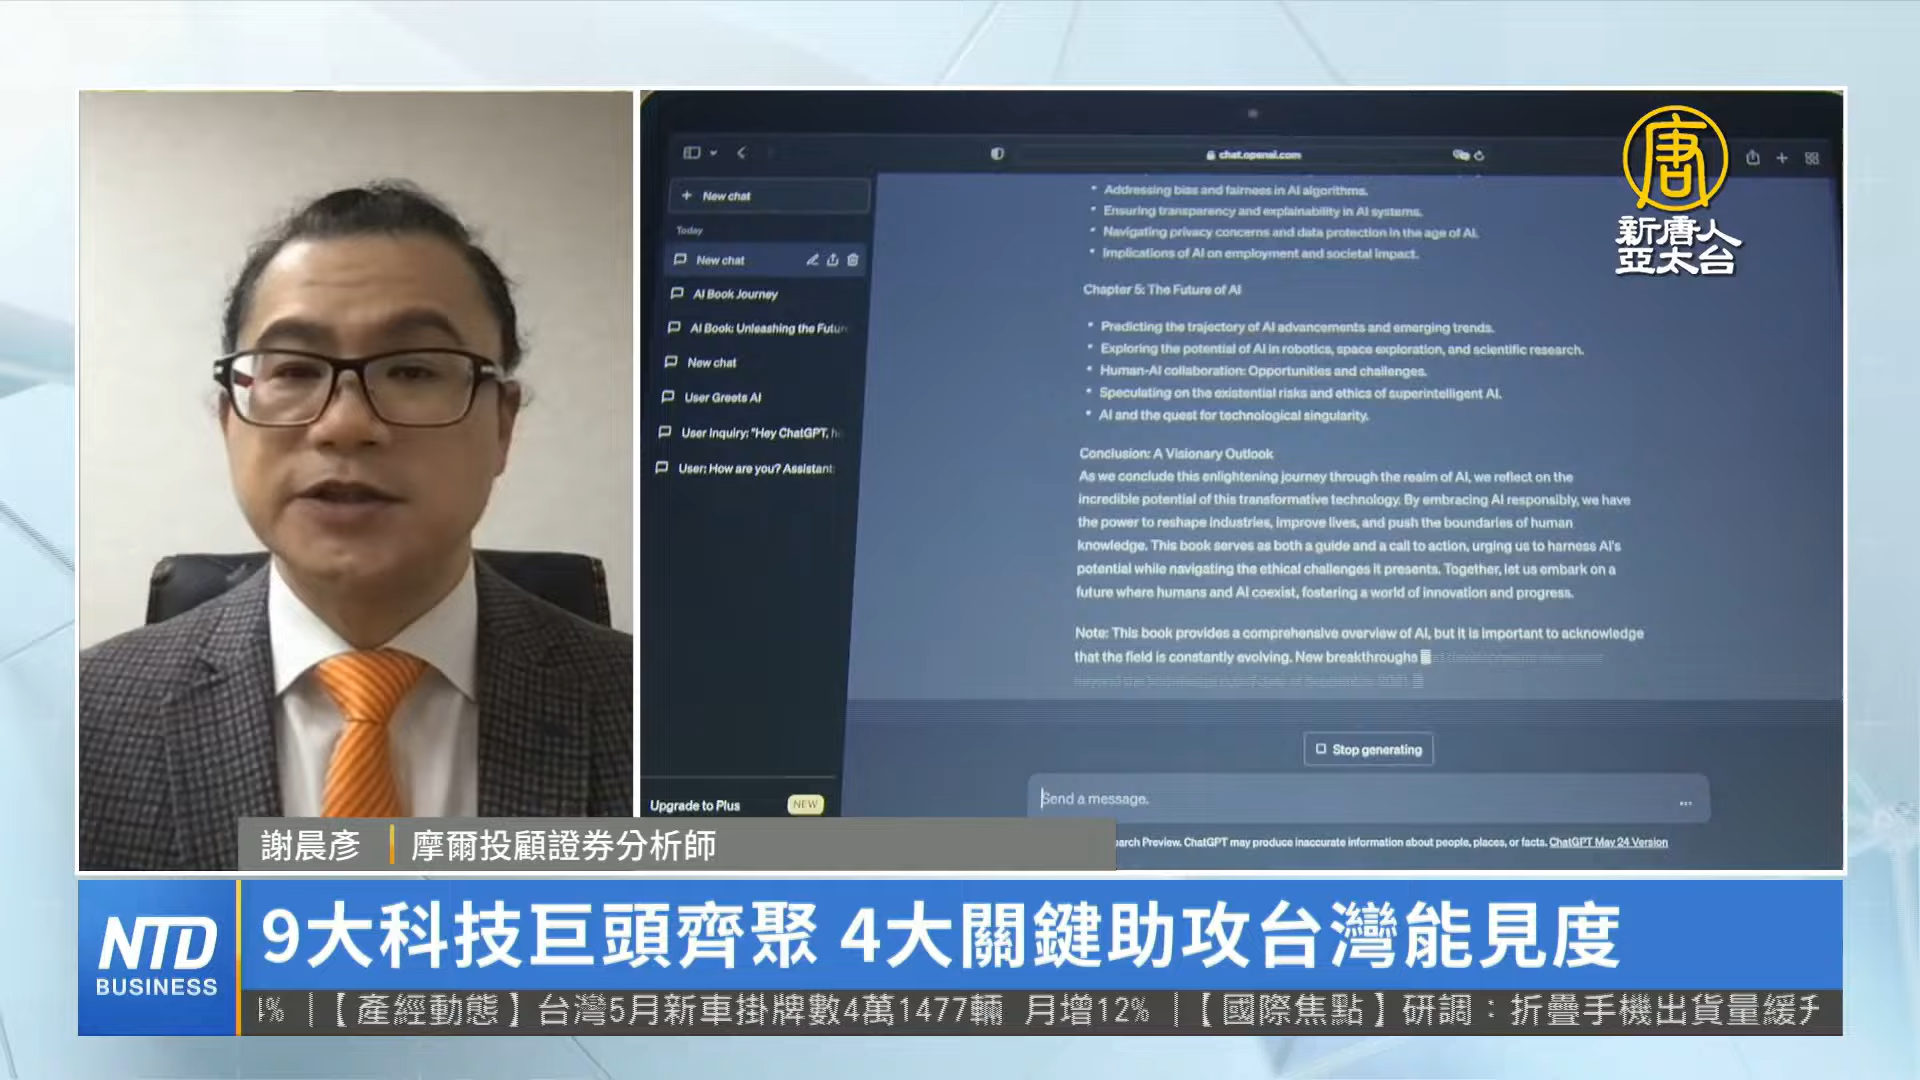 chat.openai.com
唐
新唐人
亞太台
New chat
Today
New chat
AI Book Journey
AI Book: Unleashing the Futur
New chat
User Greets AI
User Inquiry: "Hey ChatGPT, h
User: How are you? Assistant:
Upgrade to Plus
NEW
Addressing bias and fairness in AI algorithms.
Ensuring transparency and explainability in AI systems.
Navigating privacy concerns and data protection in the age of AI.
Implications of AI on employment and societal impact.
Chapter 5: The Future of AI
Predicting the trajectory of AI advancements and emerging trends.
Exploring the potential of AI in robotics, space exploration, and scientific research.
Human-AI collaboration: Opportunities and challenges.
Speculating on the existential risks and ethics of superintelligent AI.
AI and the quest for technological singularity.
Conclusion: A Visionary Outlook
As we conclude this enlightening journey through the realm of AI, we reflect on the
incredible potential of this transformative technology. By embracing AI responsibly, we have
the power to reshape industries, improve lives, and push the boundaries of human
knowledge. This book serves as both a guide and a call to action, urging us to harness AI's
potential while navigating the ethical challenges it presents. Together, let us embark on a
future where humans and AI coexist, fostering a world of innovation and progress.
Note: This book provides a comprehensive overview of AI, but it is important to acknowledge
that the field is constantly evolving. New breakthroughs
Stop generating
Send a message.
arch Preview. ChatGPT may produce inaccurate information about people, places, or facts. ChatGPT May 24 Version
謝晨彥 | 摩爾投顧證券分析師
NTD
BUSINESS
9大科技巨頭齊聚 4大關鍵助攻台灣能見度
% |【產經動態】台灣5月新車掛牌數4萬1477輛 月增12% |【國際焦點】研調：折疊手機出貨量緩升